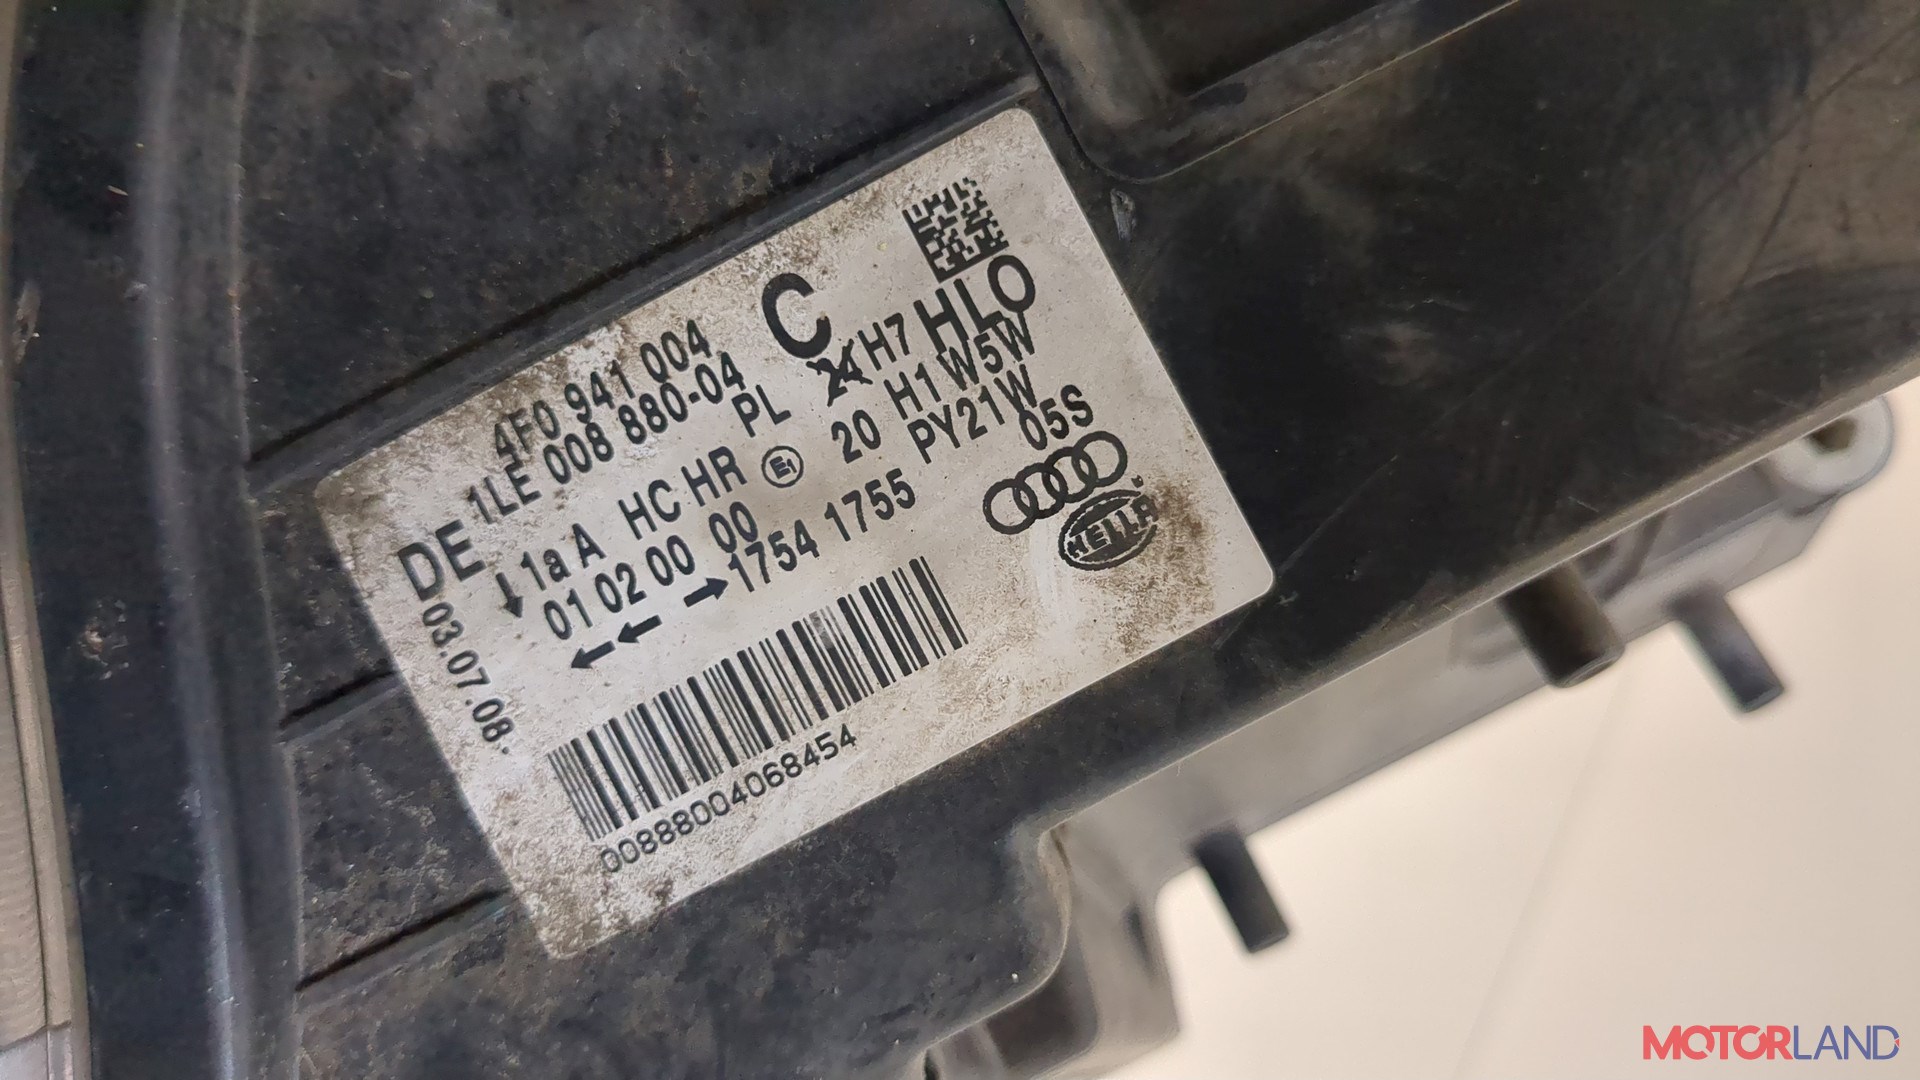 4F0 941 004 C
1LE 008 880-04
HLO
DE
1a A HC HR PL H7
01 02 00 00 E1 20 H1 W5W
1754 1755 PY21W
05S
HELLA
03.07.08.
00888004068454
MOTORLAND